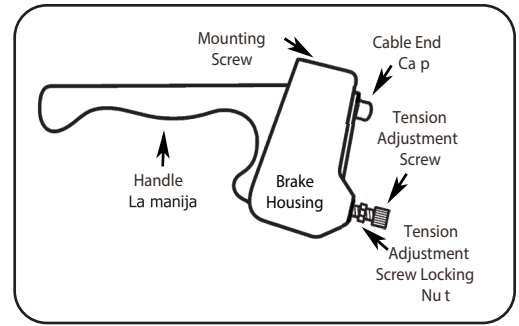 Mounting
Screw
Cable End
Ca p
Tension
Adjustment
Screw
Handle
La manija
Brake
Housing
Tension
Adjustment
Screw Locking
Nu t